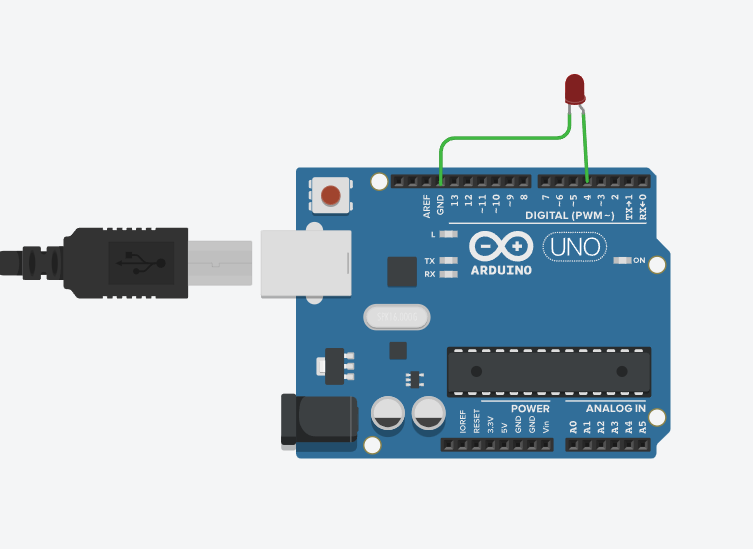 AREF
GND
13
12
~11
~10
~9
8
7
~6
~5
4
~3
2
TX→1
RX←0
DIGITAL (PWM~)
L
TX
RX
ARDUINO
UNO
ON
POWER
ANALOG IN
IOREF
RESET
3.3V
5V
GND
GND
Vin
A0
A1
A2
A3
A4
A5